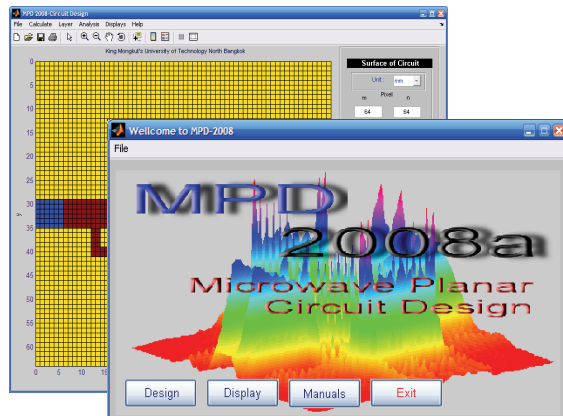 MPD 2008-Circuit Design
File Calculate Layer Analysis Displays Help
King Mongkut's University of Technology North Bangkok
Surface of Circuit
Unit : mm
Pixel
m n
64 64
0
5
10
15
20
25
30
35
40
45
50
55
60
y
0 5 10 15
Wellcome to MPD-2008
File
MPD
2008a
Microwave Planar
Circuit Design
Design Display Manuals Exit